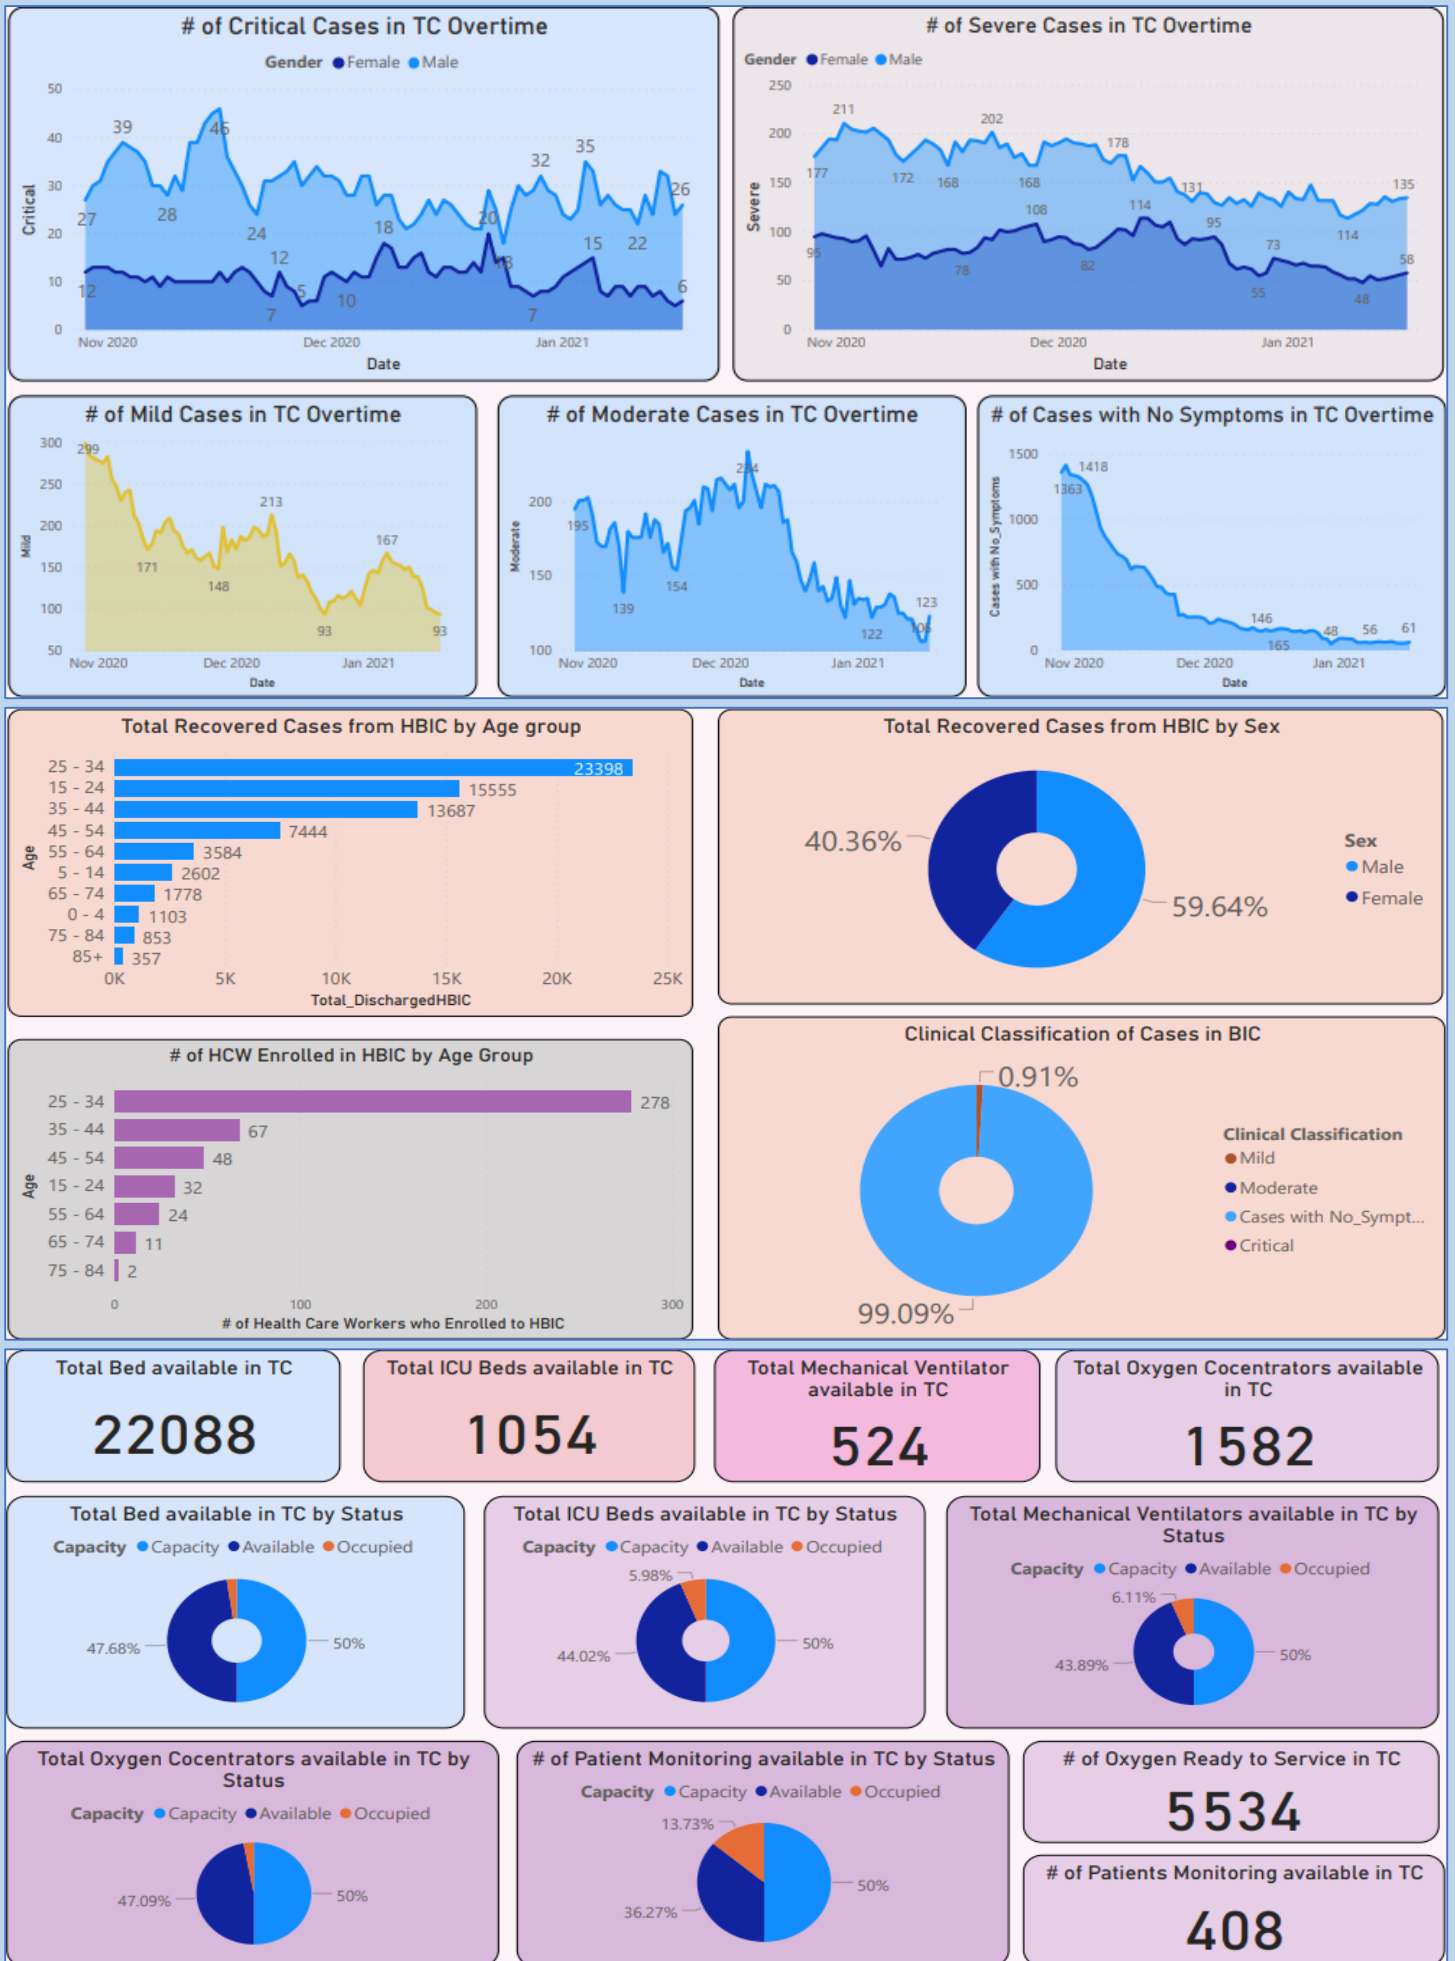 # of Critical Cases in TC Overtime
Gender Female Male
50
40
30
20
10
0
Critical
39
46
27
28
24
12
12
7
5
10
18
20
18
7
32
35
15
22
26
6
Nov 2020 Dec 2020 Jan 2021
Date
# of Severe Cases in TC Overtime
Gender Female Male
250
200
150
100
50
0
Severe
211
177
172
168
202
168
178
131
135
114
95
78
108
82
114
95
55
73
48
58
Nov 2020 Dec 2020 Jan 2021
Date
# of Mild Cases in TC Overtime
300
250
200
150
100
50
Mild
299
171
148
213
93
167
93
Nov 2020 Dec 2020 Jan 2021
Date
# of Moderate Cases in TC Overtime
200
150
100
Moderate
195
139
154
234
122
106
123
Nov 2020 Dec 2020 Jan 2021
Date
# of Cases with No Symptoms in TC Overtime
1500
1000
500
0
Cases with No_Symptoms
1418
1363
146
165
48
56
61
Nov 2020 Dec 2020 Jan 2021
Date
Total Recovered Cases from HBIC by Age group
Age
25 - 34 23398
15 - 24 15555
35 - 44 13687
45 - 54 7444
55 - 64 3584
5 - 14 2602
65 - 74 1778
0 - 4 1103
75 - 84 853
85+ 357
0K 5K 10K 15K 20K 25K
Total_DischargedHBIC
Total Recovered Cases from HBIC by Sex
40.36%
59.64%
Sex
Male
Female
# of HCW Enrolled in HBIC by Age Group
Age
25 - 34 278
35 - 44 67
45 - 54 48
15 - 24 32
55 - 64 24
65 - 74 11
75 - 84 2
0 100 200 300
# of Health Care Workers who Enrolled to HBIC
Clinical Classification of Cases in BIC
0.91%
99.09%
Clinical Classification
Mild
Moderate
Cases with No_Sympt...
Critical
Total Bed available in TC
22088
Total ICU Beds available in TC
1054
Total Mechanical Ventilator
available in TC
524
Total Oxygen Cocentrators available
in TC
1582
Total Bed available in TC by Status
Capacity Capacity Available Occupied
47.68%
50%
Total ICU Beds available in TC by Status
Capacity Capacity Available Occupied
5.98%
44.02%
50%
Total Mechanical Ventilators available in TC by
Status
Capacity Capacity Available Occupied
6.11%
43.89%
50%
Total Oxygen Cocentrators available in TC by
Status
Capacity Capacity Available Occupied
47.09%
50%
# of Patient Monitoring available in TC by Status
Capacity Capacity Available Occupied
13.73%
36.27%
50%
# of Oxygen Ready to Service in TC
5534
# of Patients Monitoring available in TC
408